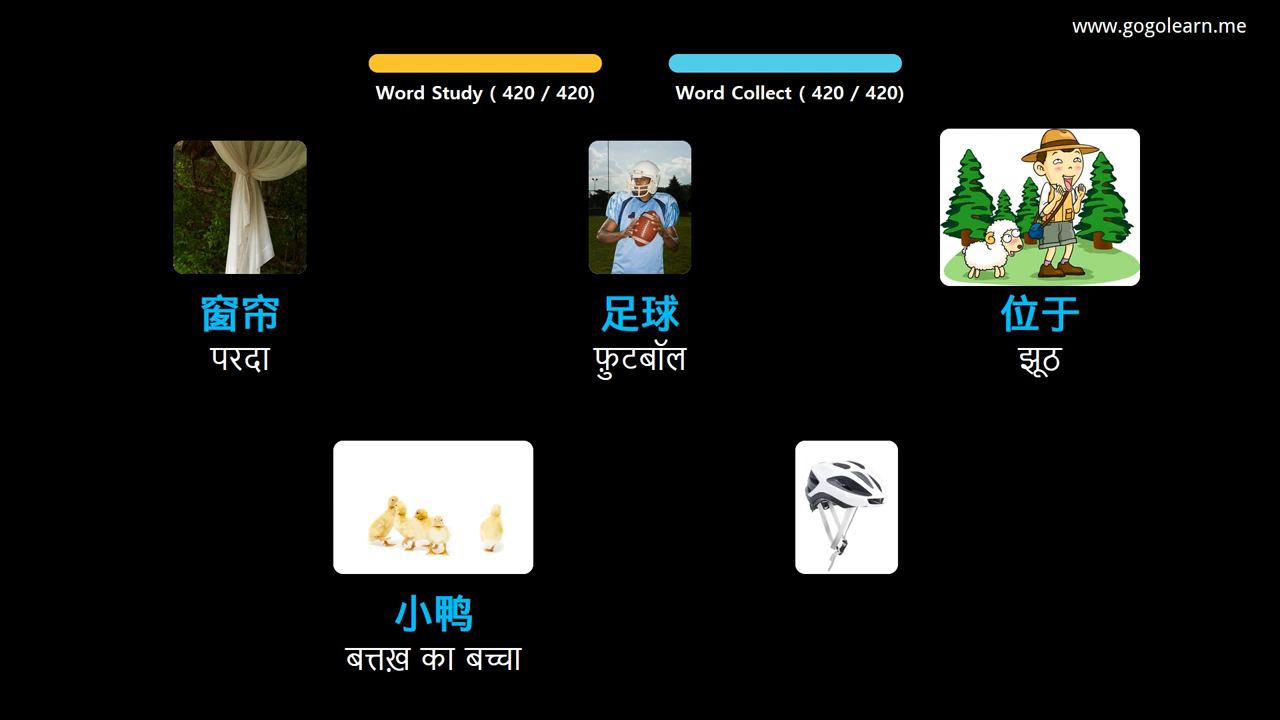 www.gogolearn.me
Word Study ( 420 / 420)
Word Collect ( 420 / 420)
窗帘
परदा
足球
फ़ुटबॉल
位于
झूठ
小鸭
बत्तख़ का बच्चा